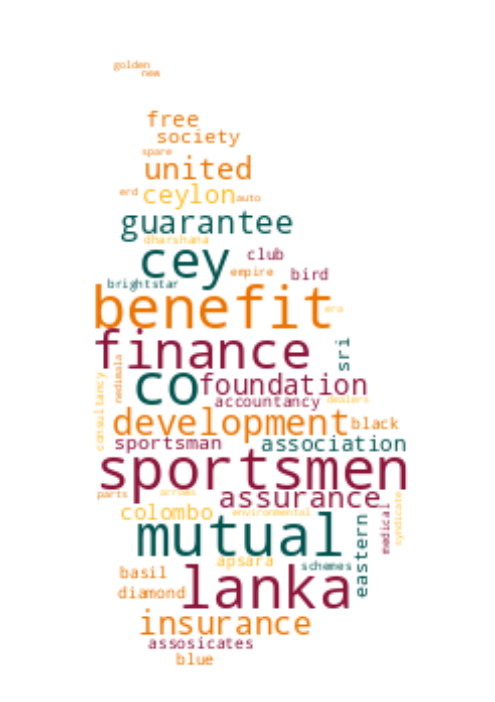 golden
new
free
society
spare
united
erd ceylon auto
guarantee
dharshana
cey club
empire bird
brightstar
benefit era
finance sri
nedimala
co foundation
consultancy
accountancy dealers
development black
sportsman association
sportsmen
parts arrows assurance
colombo environmental
medical
syndicate
mutual
eastern
apsara schemes
basil
lanka
diamond
insurance
assosicates
blue